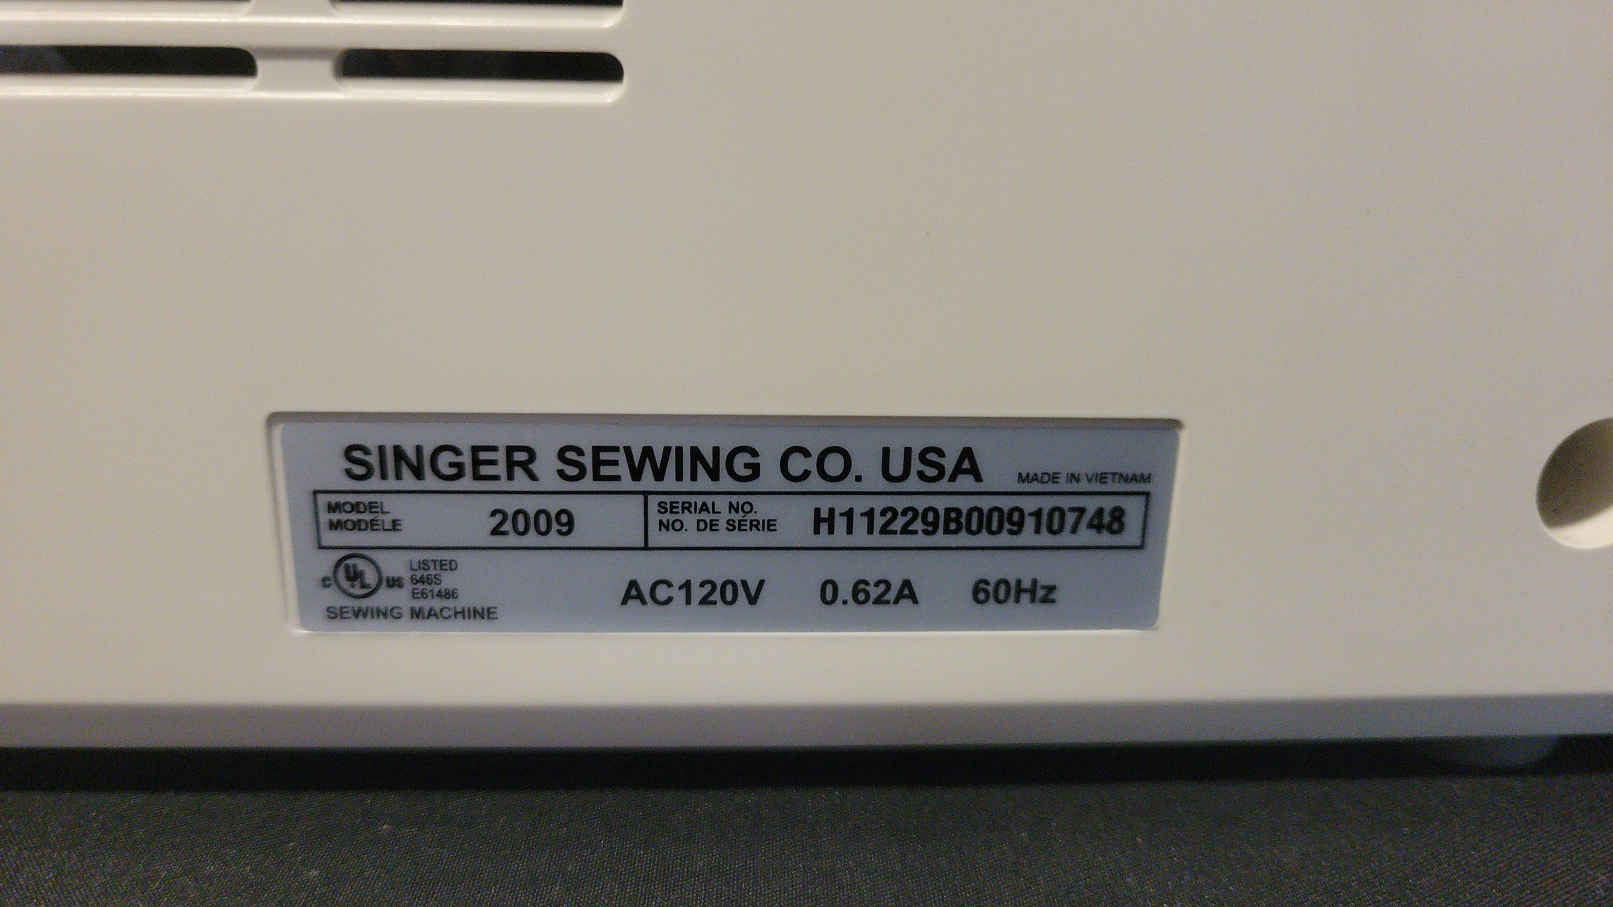 SINGER SEWING CO. USA MADE IN VIETNAM
MODEL
MODÉLE
2009
SERIAL NO.
NO. DE SÉRIE
H11229B00910748
C UL US
LISTED
646S
E61486
SEWING MACHINE
AC120V 0.62A 60Hz